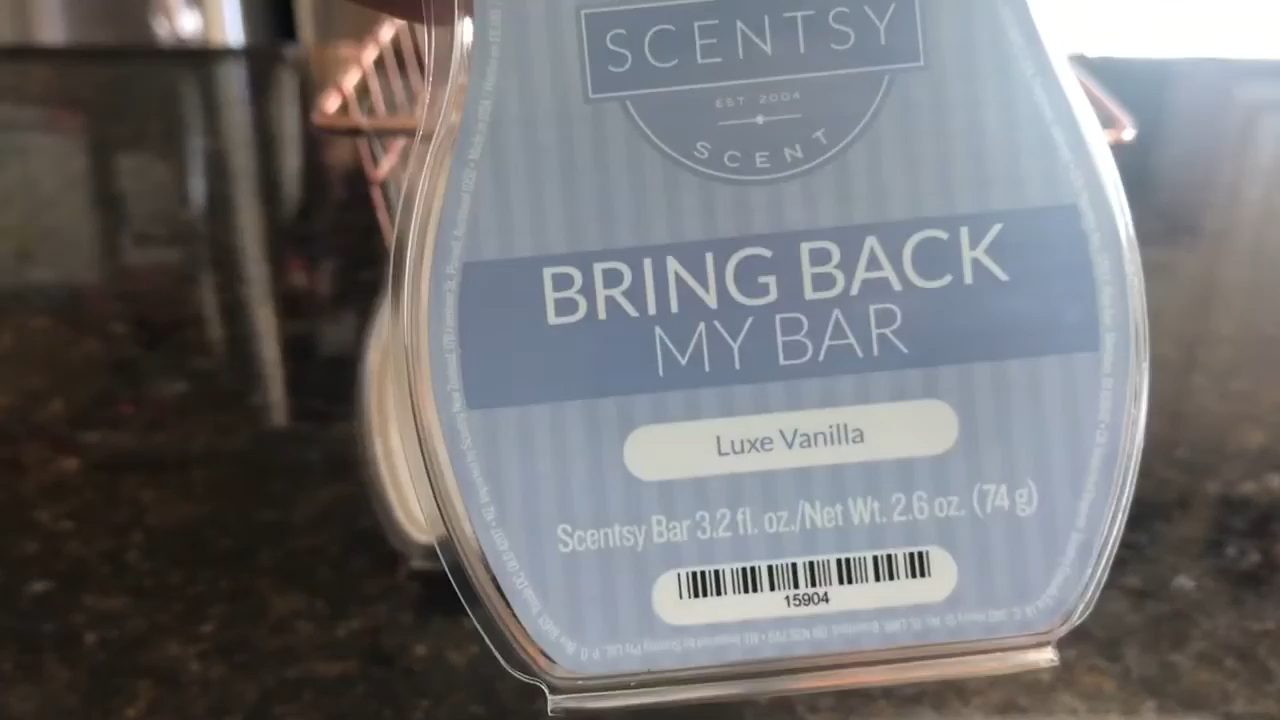 SCENTSY
EST 2004
SCENT
BRING BACK
MY BAR
Luxe Vanilla
Scentsy Bar 3.2 fl. oz./Net Wt. 2.6 oz. (74 g)
15904